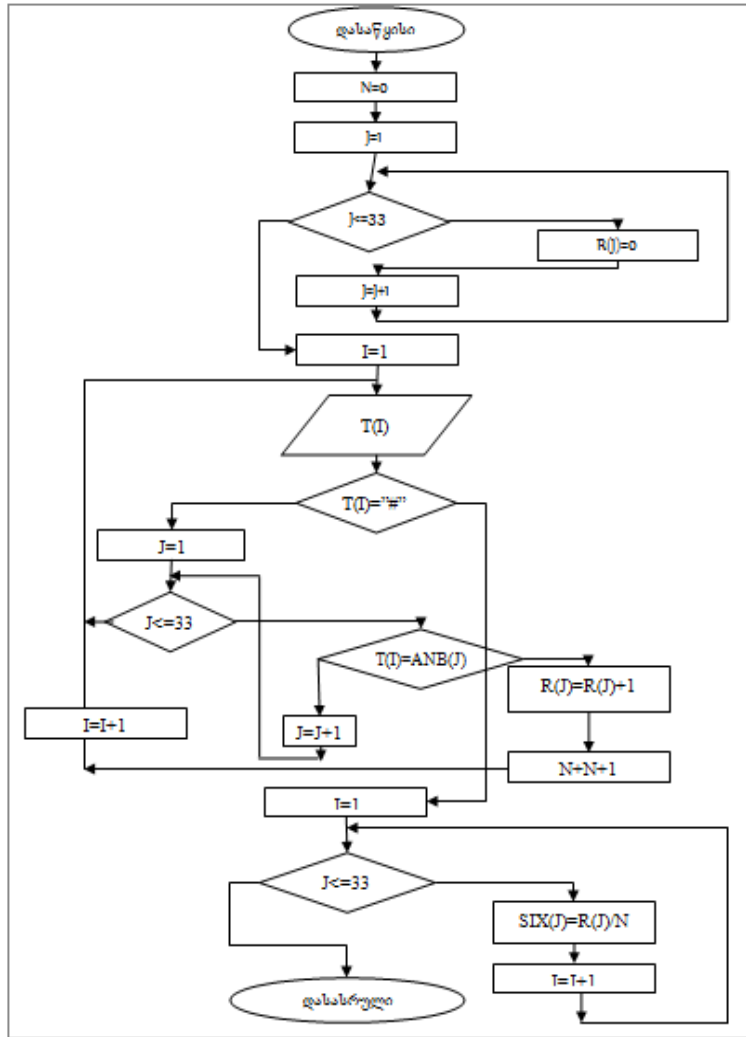 დასაწყისი
N=0
J=1
J<=33
R(J)=0
J=J+1
I=1
T(I)
T(I)="#"
J=1
J<=33
T(I)=ANB(J)
R(J)=R(J)+1
I=I+1
J=J+1
N+N+1
J=1
J<=33
SIX(J)=R(J)/N
J=J+1
დასასრული